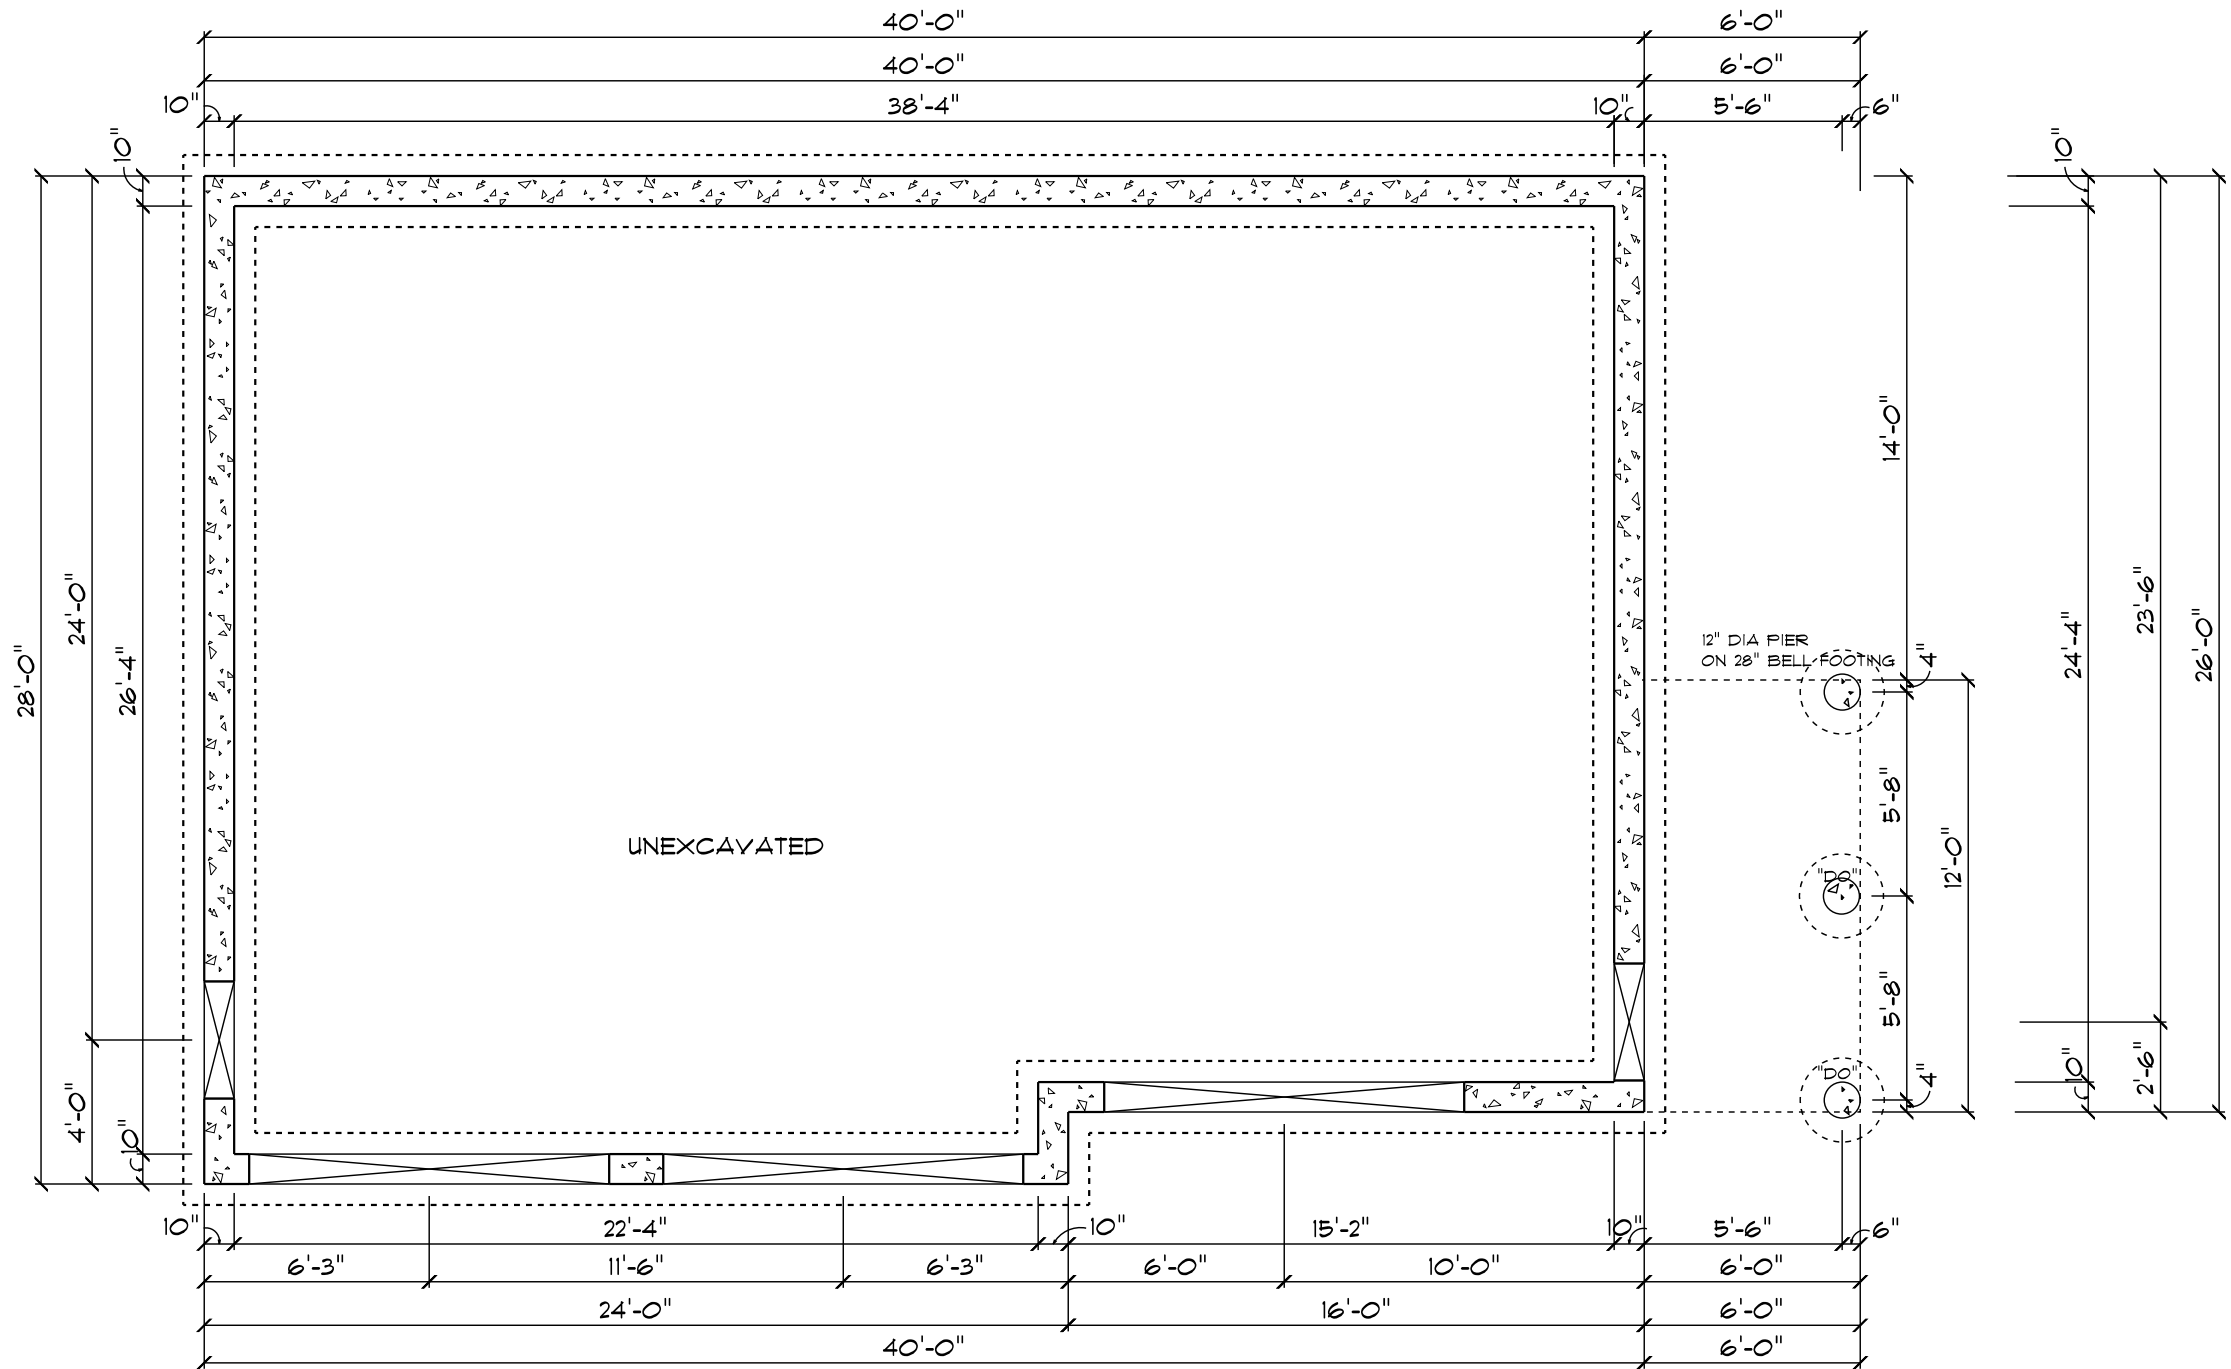 40'-0" 6'-0"
40'-0" 6'-0"
10" 38'-4" 10" 5'-6" 6"
10" 10"
28'-0" 24'-0" 26'-4"
4'-0" 10"
14'-0"
12" DIA PIER
ON 28" BELL FOOTING
4"
24'-4" 23'-6" 26'-0"
5'-8" 12'-0"
UNEXCAVATED
"DO"
5'-8"
"DO"
4" 10" 2'-6"
10" 22'-4" 10" 15'-2" 10" 5'-6" 6"
6'-3" 11'-6" 6'-3" 6'-0" 10'-0" 6'-0"
24'-0" 16'-0" 6'-0"
40'-0" 6'-0"